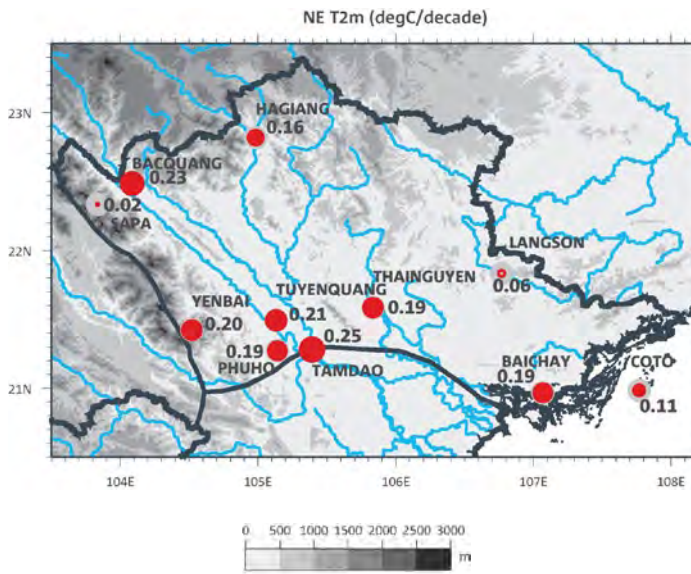 NE T2m (degC/decade)
23N
HAGIANG
0.16
BACQUANG
0.23
0.02
SAPA
22N
LANGSON
0.06
THAINGUYEN
0.19
TUYENQUANG
0.21
YENBAI
0.20
0.25
0.19
PHUHO
TAMDAO
BAICHAY
0.19
COTO
0.11
21N
104E 105E 106E 107E 108E
0 500 1000 1500 2000 2500 3000
m